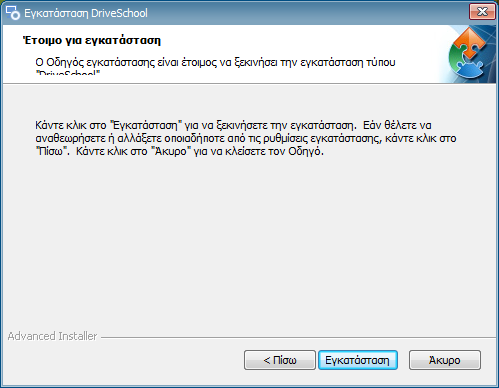 Εγκατάσταση DriveSchool
Έτοιμο για εγκατάσταση
Ο Οδηγός εγκατάστασης είναι έτοιμος να ξεκινήσει την εγκατάσταση τύπου
"DriveSchool"
Κάντε κλικ στο "Εγκατάσταση" για να ξεκινήσετε την εγκατάσταση. Εάν θέλετε να
αναθεωρήσετε ή αλλάξετε οποιαδήποτε από τις ρυθμίσεις εγκατάστασης, κάντε κλικ στο
"Πίσω". Κάντε κλικ στο "Άκυρο" για να κλείσετε τον Οδηγό.
Advanced Installer
< Πίσω
Εγκατάσταση
Άκυρο